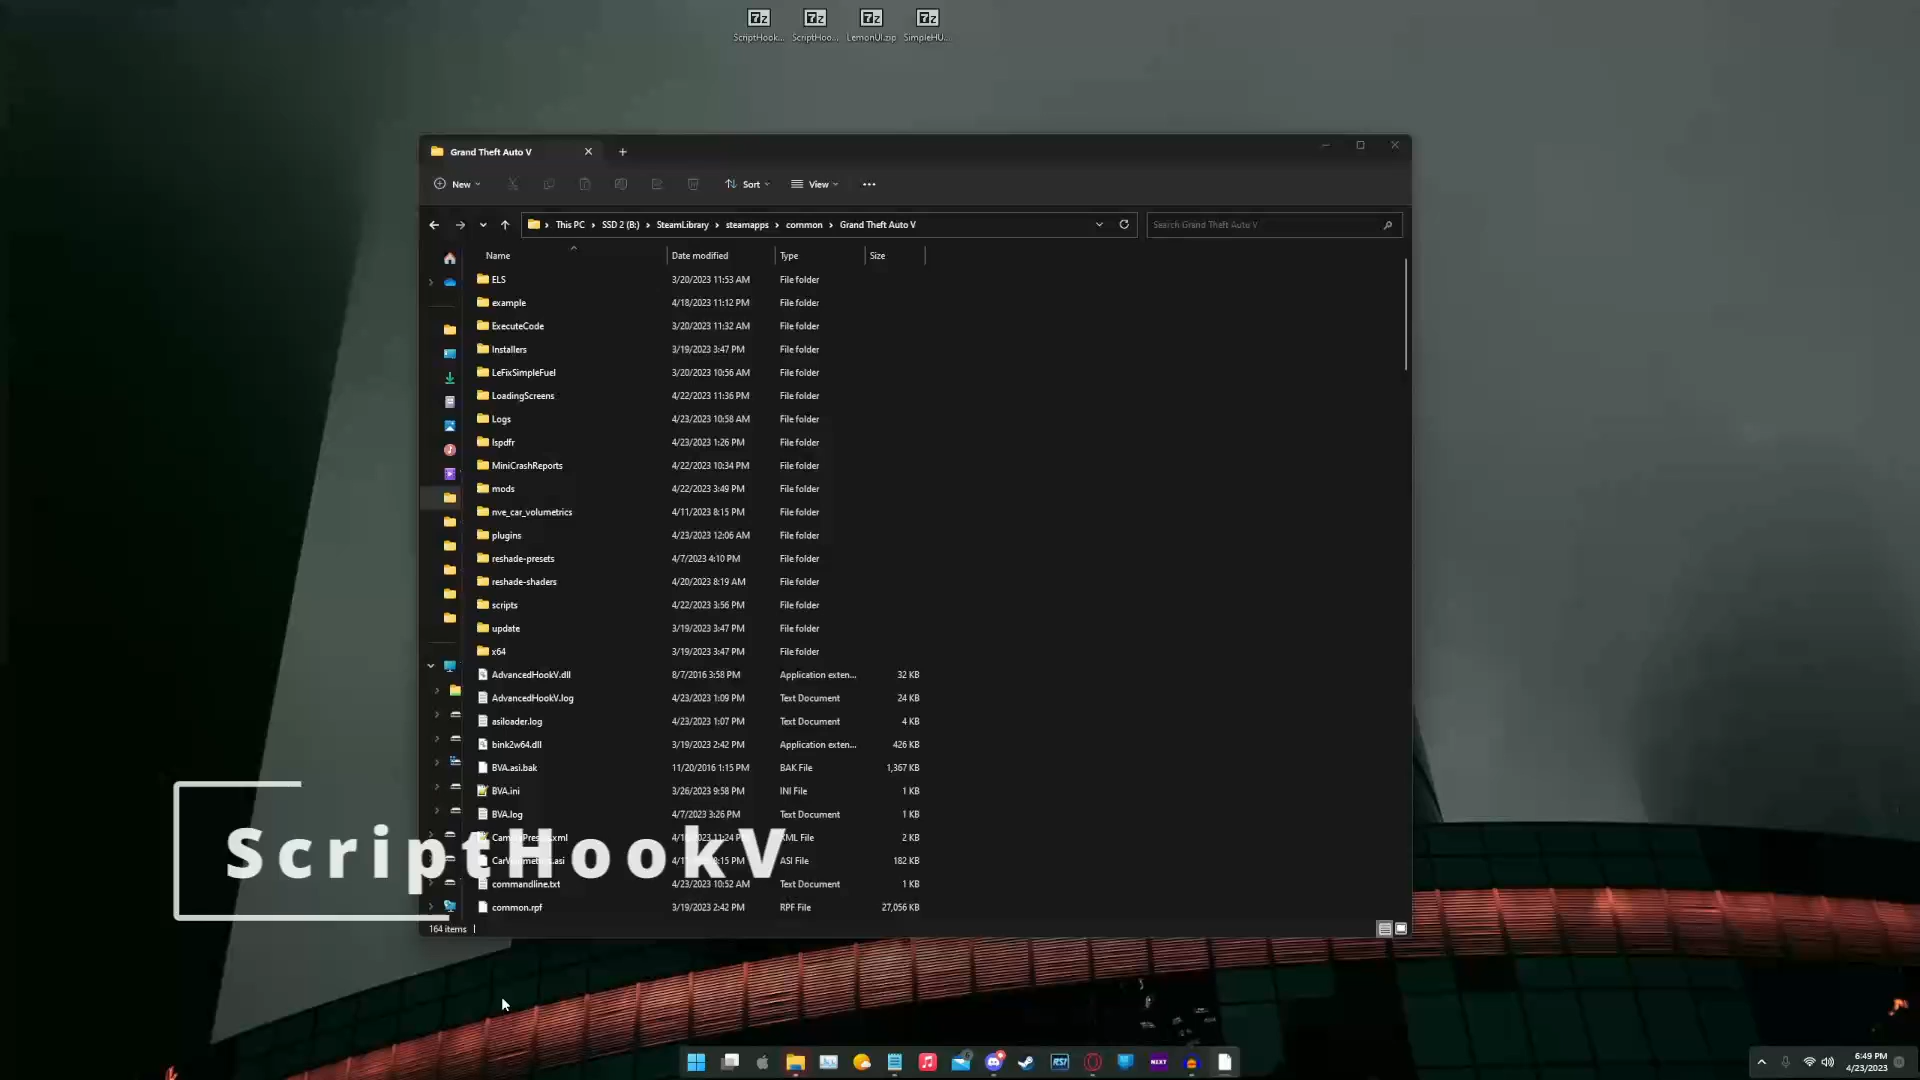 ScriptHook...
ScriptHoo...
LemonUI.zip
SimpleHU...
Grand Theft Auto V
New
Sort
View
This PC
SSD 2 (B:)
SteamLibrary
steamapps
common
Grand Theft Auto V
Search Grand Theft Auto V
Name Date modified Type Size
ELS 3/20/2023 11:53 AM File folder
example 4/18/2023 11:12 PM File folder
ExecuteCode 3/20/2023 11:32 AM File folder
Installers 3/19/2023 3:47 PM File folder
LeFixSimpleFuel 3/20/2023 10:56 AM File folder
LoadingScreens 4/22/2023 11:36 PM File folder
Logs 4/23/2023 10:58 AM File folder
lspdfr 4/23/2023 1:26 PM File folder
MiniCrashReports 4/22/2023 10:34 PM File folder
mods 4/22/2023 3:49 PM File folder
nve_car_volumetrics 4/11/2023 8:15 PM File folder
plugins 4/23/2023 12:06 AM File folder
reshade-presets 4/7/2023 4:10 PM File folder
reshade-shaders 4/20/2023 8:19 AM File folder
scripts 4/22/2023 3:56 PM File folder
update 3/19/2023 3:47 PM File folder
x64 3/19/2023 3:47 PM File folder
AdvancedHookV.dll 8/7/2016 3:58 PM Application exten... 32 KB
AdvancedHookV.log 4/23/2023 1:09 PM Text Document 24 KB
asiloader.log 4/23/2023 1:07 PM Text Document 4 KB
bink2w64.dll 3/19/2023 2:42 PM Application exten... 426 KB
BVA.asi.bak 11/20/2016 1:15 PM BAK File 1,367 KB
BVA.ini 3/26/2023 9:58 PM INI File 1 KB
BVA.log 4/7/2023 3:26 PM Text Document 1 KB
11:24 PM XML File 2 KB
8:15 PM ASI File 182 KB
commandline.txt 4/23/2023 10:52 AM Text Document 1 KB
common.rpf 3/19/2023 2:42 PM RPF File 27,056 KB
ScriptHookV
164 items
RSI
NEXT
6:49 PM
4/23/2023